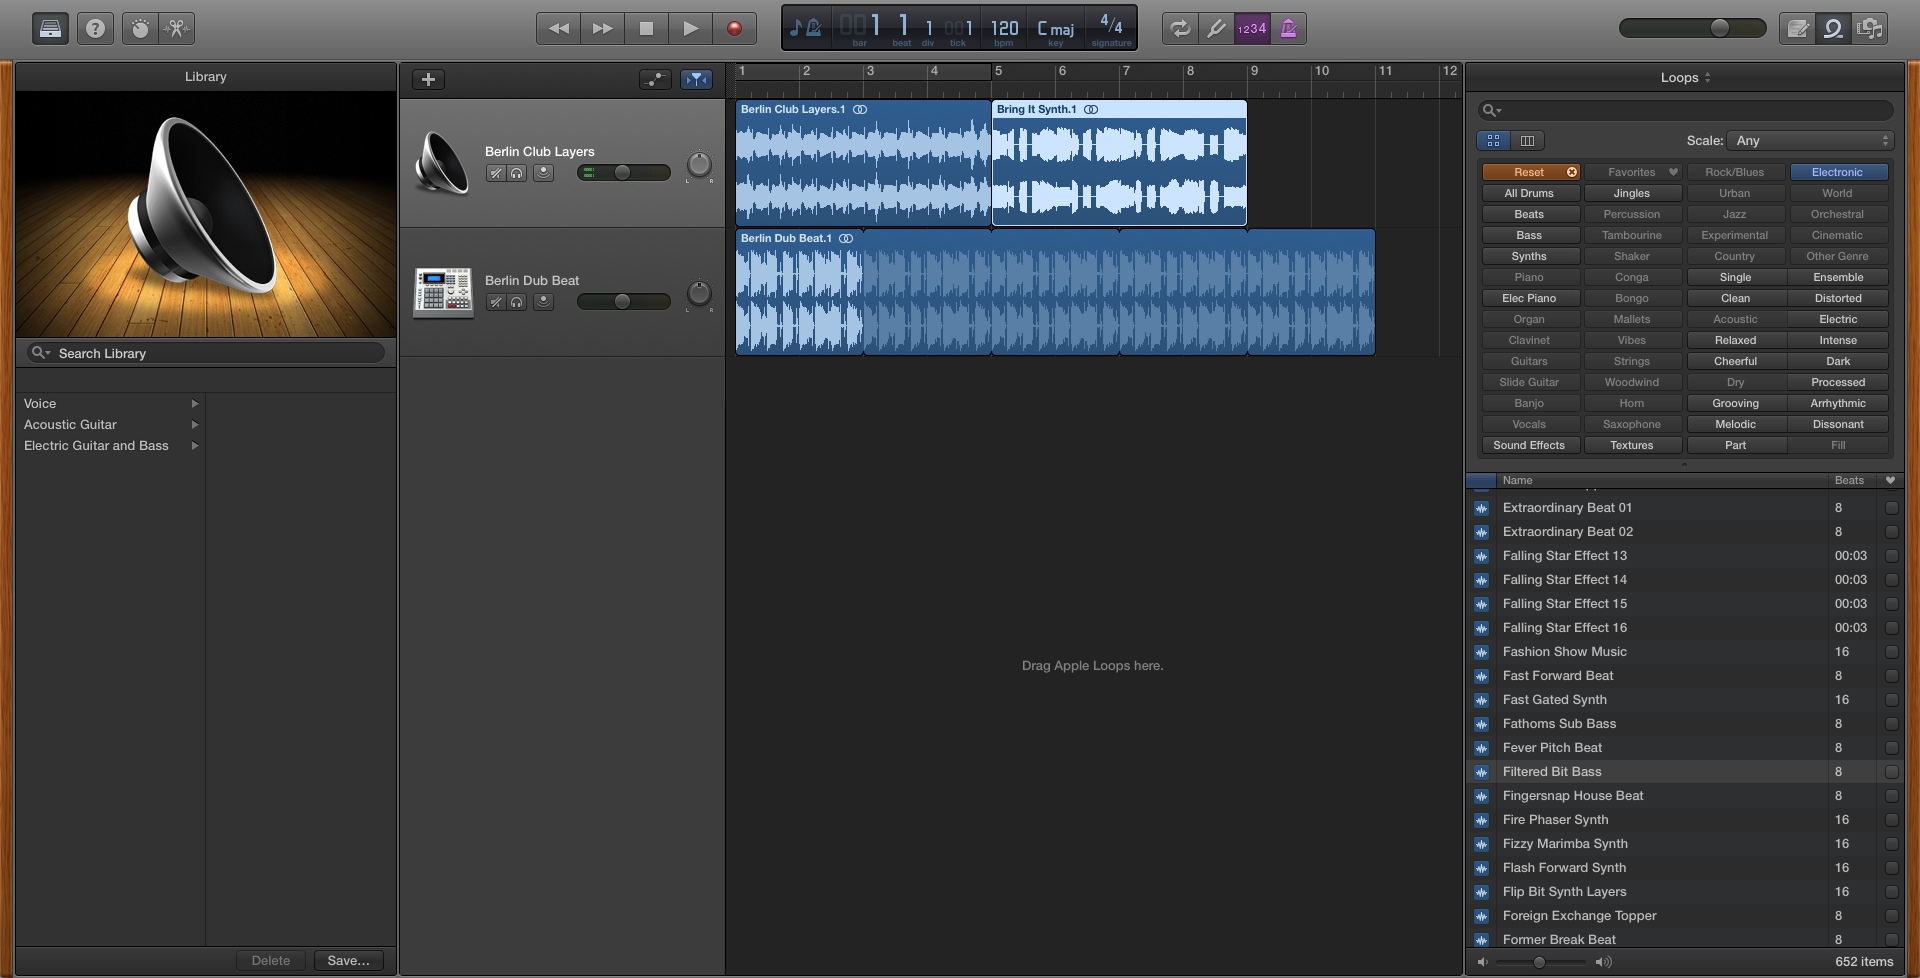 001 1 1 001 120 C maj 4/4
bar beat div tick bpm key signature
1234
Library
Search Library
Voice
Acoustic Guitar
Electric Guitar and Bass
Delete
Save...
1 2 3 4 5 6 7 8 9 10 11 12
Berlin Club Layers
L R
Berlin Dub Beat
L R
Berlin Club Layers.1
Bring It Synth.1
Berlin Dub Beat.1
Drag Apple Loops here.
Loops
Scale: Any
Reset Favorites Rock/Blues Electronic
All Drums Jingles Urban World
Beats Percussion Jazz Orchestral
Bass Tambourine Experimental Cinematic
Synths Shaker Country Other Genre
Piano Conga Single Ensemble
Elec Piano Bongo Clean Distorted
Organ Mallets Acoustic Electric
Clavinet Vibes Relaxed Intense
Guitars Strings Cheerful Dark
Slide Guitar Woodwind Dry Processed
Banjo Horn Grooving Arrhythmic
Vocals Saxophone Melodic Dissonant
Sound Effects Textures Part Fill
Name Beats
Extraordinary Beat 01 8
Extraordinary Beat 02 8
Falling Star Effect 13 00:03
Falling Star Effect 14 00:03
Falling Star Effect 15 00:03
Falling Star Effect 16 00:03
Fashion Show Music 16
Fast Forward Beat 8
Fast Gated Synth 16
Fathoms Sub Bass 8
Fever Pitch Beat 8
Filtered Bit Bass 8
Fingersnap House Beat 8
Fire Phaser Synth 16
Fizzy Marimba Synth 16
Flash Forward Synth 16
Flip Bit Synth Layers 16
Foreign Exchange Topper 8
Former Break Beat 8
652 items